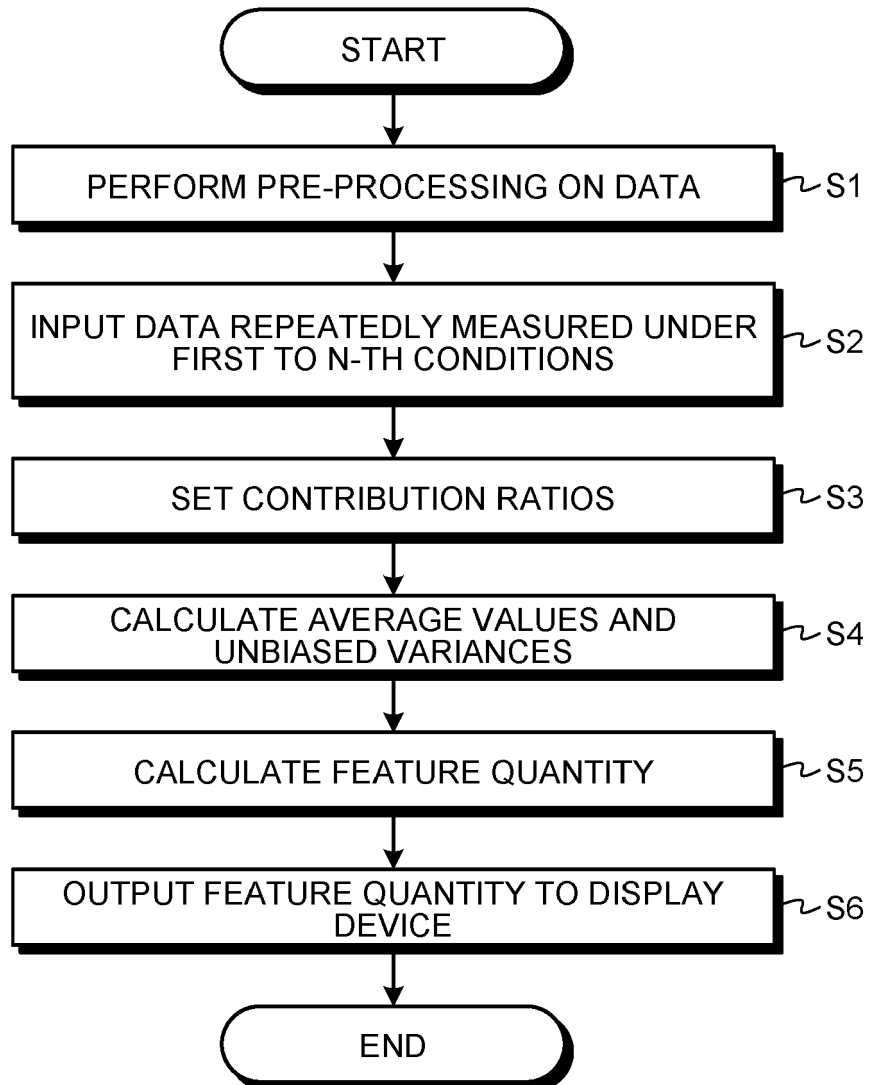 START
PERFORM PRE-PROCESSING ON DATA
S1
INPUT DATA REPEATEDLY MEASURED UNDER
FIRST TO N-TH CONDITIONS
S2
SET CONTRIBUTION RATIOS
S3
CALCULATE AVERAGE VALUES AND
UNBIASED VARIANCES
S4
CALCULATE FEATURE QUANTITY
S5
OUTPUT FEATURE QUANTITY TO DISPLAY
DEVICE
S6
END